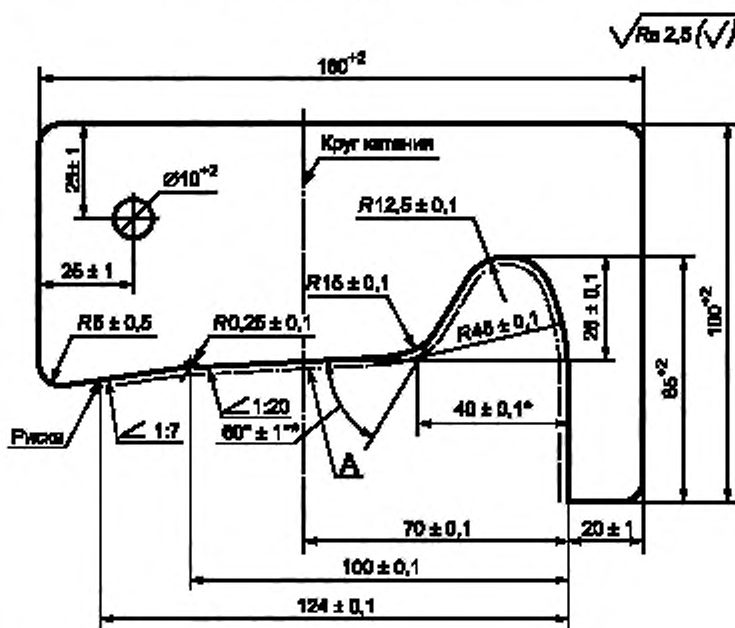 √Ra 2,5 (√)
160⁺²
Круг катания
25 ± 1
Ø10⁺²
R12,5 ± 0,1
25 ± 1
R15 ± 0,1
28 ± 0,1
100⁺²
R5 ± 0,5
R0,25 ± 0,1
R45 ± 0,1
65⁺²
∠ 1:20
Риска
∠ 1:7
60° ± 1°*
40 ± 0,1*
А
70 ± 0,1
20 ± 1
100 ± 0,1
124 ± 0,1